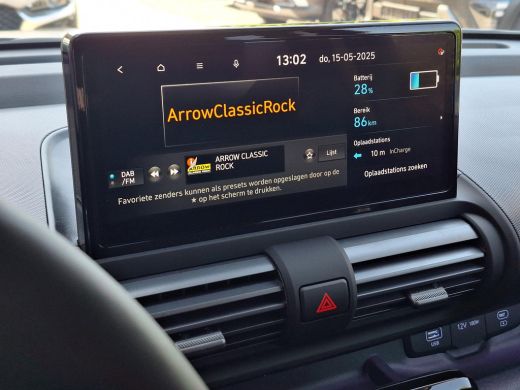 13:02 do, 15-05-2025
ArrowClassicRock
Batterij
28%
Bereik
86km
Oplaadstations
10 m InCharge
Oplaadstations zoeken
DAB
/FM
ARROW
ARROW CLASSIC
ROCK
Lijst
Favoriete zenders kunnen als presets worden opgeslagen door op de
★ op het scherm te drukken.
USB
12V